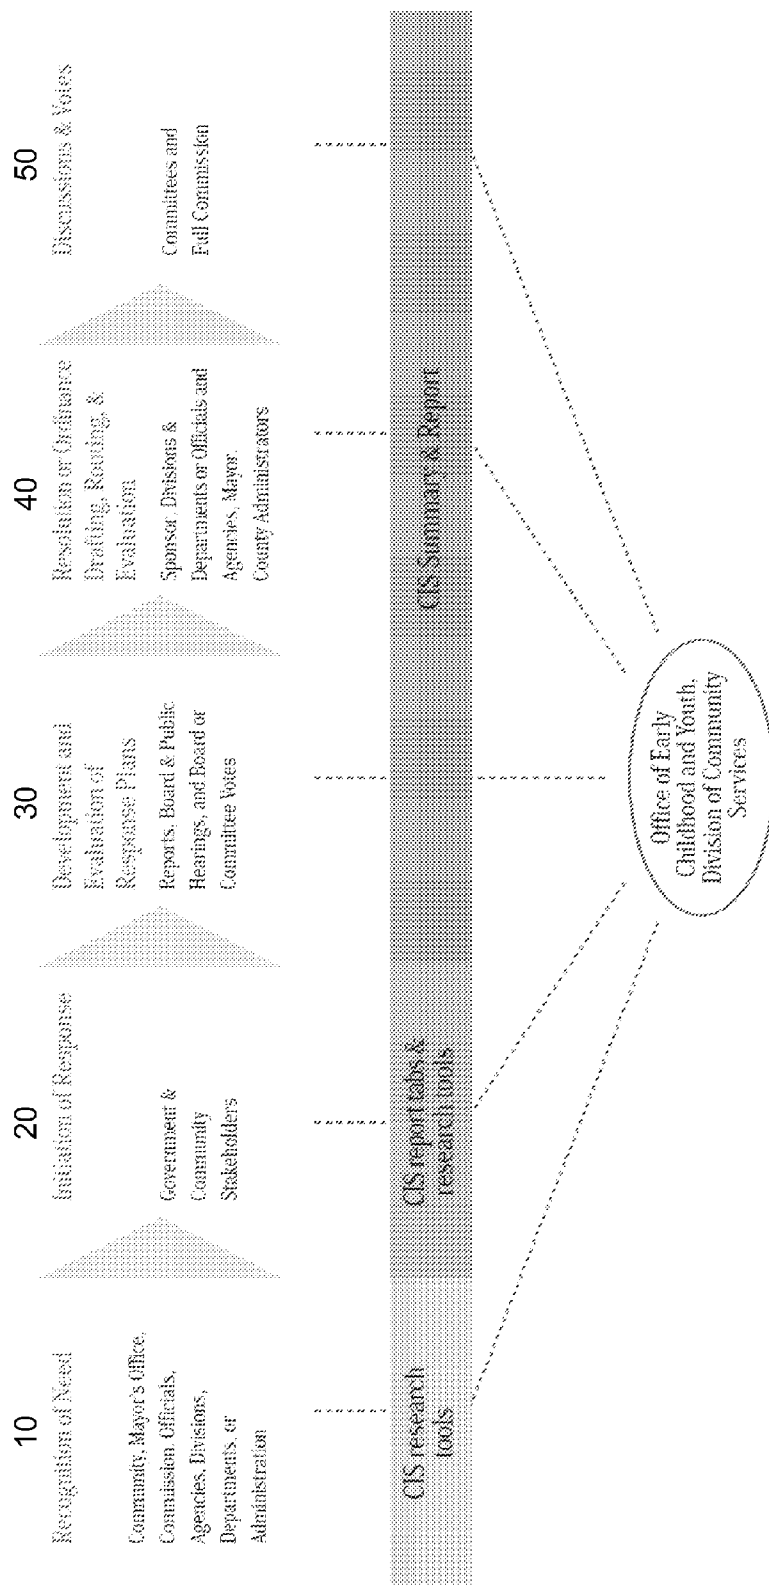 10
Recognition of Need
Community, Mayor's Office,
Commission, Officials,
Agencies, Divisions,
Departments, or
Administration
20
Initiation of Response
Government &
Community
Stakeholders
30
Development and
Evaluation of
Response Plans
Reports, Board & Public
Hearings, and Board or
Committee Votes
40
Resolution or Ordinance
Drafting, Routing, &
Evaluation
Sponsor, Divisions &
Departments or Officials and
Agencies, Mayor,
County Administrators
50
Discussions & Votes
Committees and
Full Commission
CIS research
tools
CIS report tabs &
research tools
CIS Summary & Report
Office of Early
Childhood and Youth,
Division of Community
Services